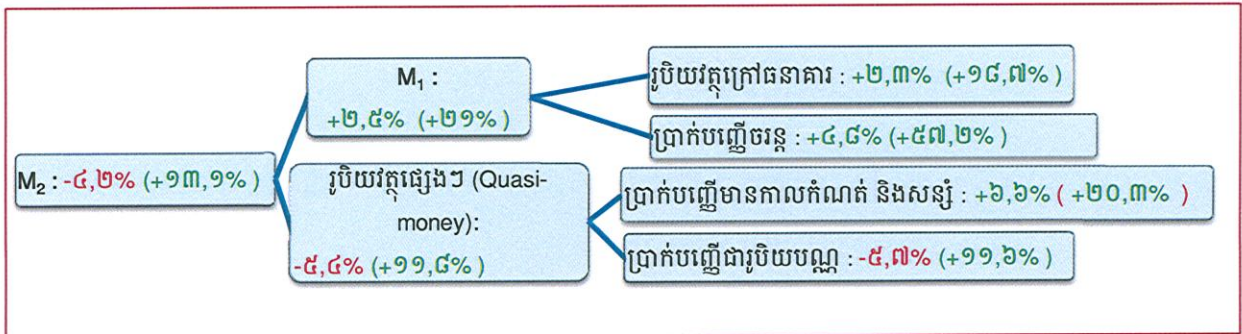 M₁ :
+២,៥% (+២១% )
រូបិយវត្ថុក្រៅធនាគារ : +២,៣% (+១៨,៧% )
ប្រាក់បញ្ញើចរន្ត : +៤,៨% (+៥៧,២% )
M₂ : -៤,២% (+១៣,១% )
រូបិយវត្ថុផ្សេងៗ (Quasi-
money):
-៥,៤% (+១១,៨% )
ប្រាក់បញ្ញើមានកាលកំណត់ និងសន្សំ : +៦,៦% ( +២០,៣% )
ប្រាក់បញ្ញើជារូបិយបណ្ណ : -៥,៧% (+១១,៦% )